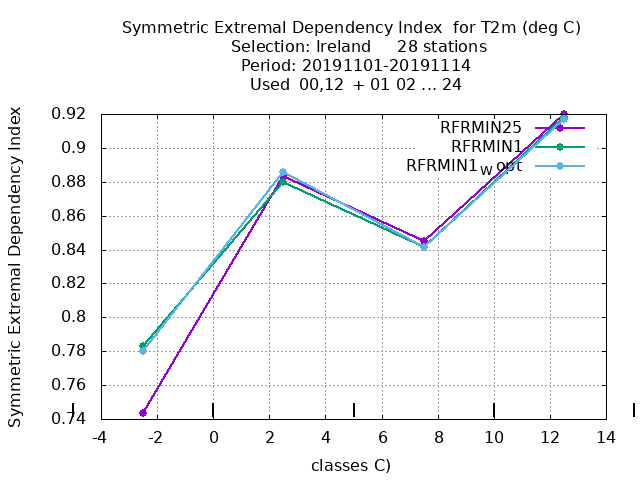 Symmetric Extremal Dependency Index  for T2m (deg C)
Selection: Ireland     28 stations
Period: 20191101-20191114
Used  00,12  + 01 02 ... 24
Symmetric Extremal Dependency Index
0.92
0.9
0.88
0.86
0.84
0.82
0.8
0.78
0.76
0.74
RFRMIN25
RFRMIN1
RFRMIN1w opt
-4 -2 0 2 4 6 8 10 12 14
classes C)